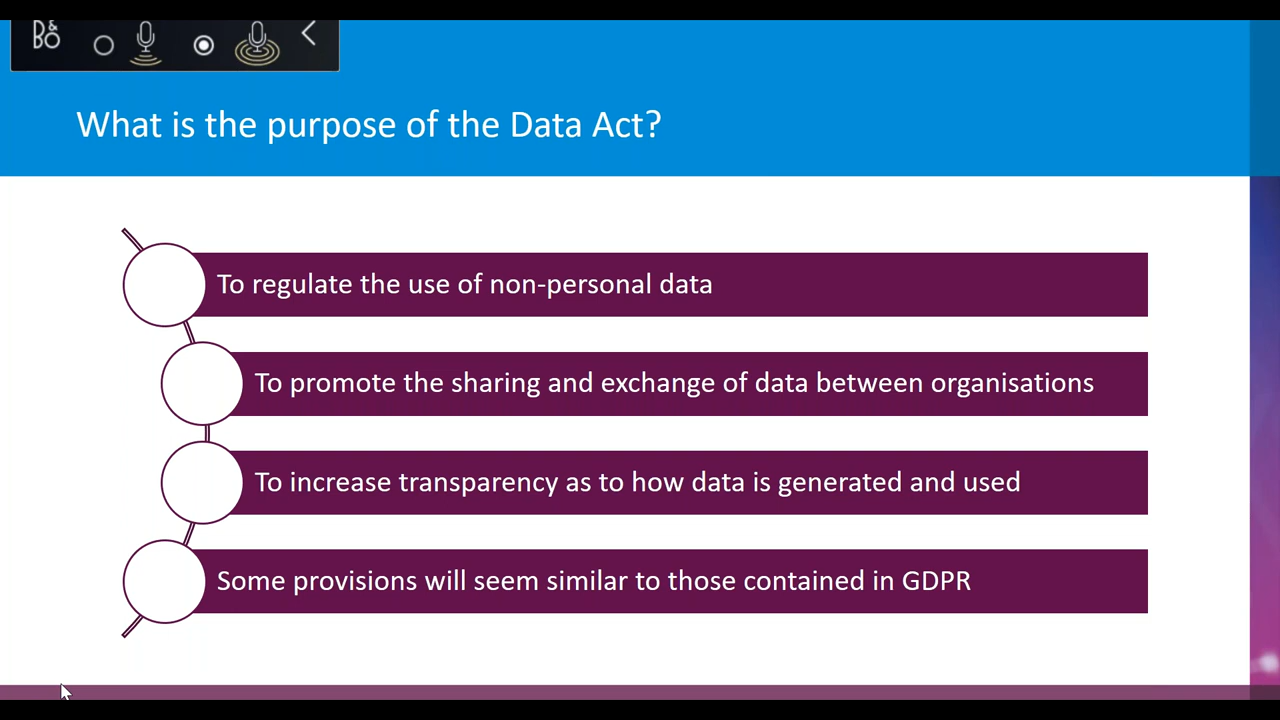 B&O
What is the purpose of the Data Act?
To regulate the use of non-personal data
To promote the sharing and exchange of data between organisations
To increase transparency as to how data is generated and used
Some provisions will seem similar to those contained in GDPR